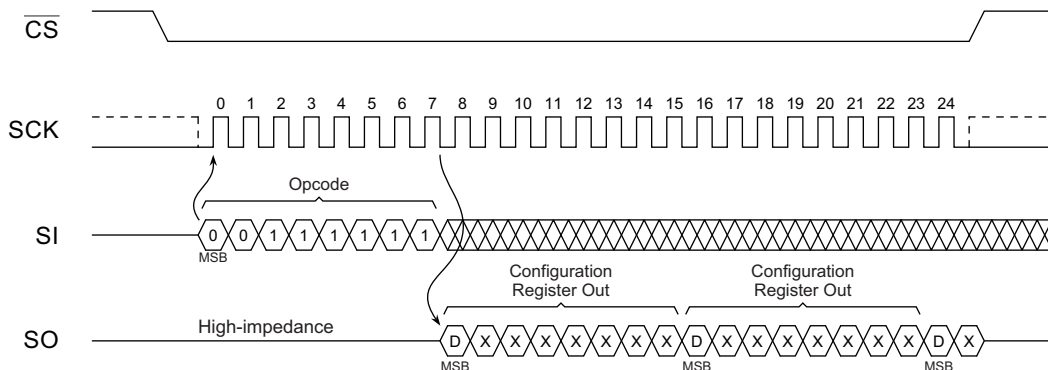 CS
0 1 2 3 4 5 6 7 8 9 10 11 12 13 14 15 16 17 18 19 20 21 22 23 24
SCK
Opcode
SI
0 0 1 1 1 1 1 1
MSB
Configuration
Register Out
Configuration
Register Out
High-impedance
SO
D X X X X X X X D X X X X X X X D X
MSB MSB MSB